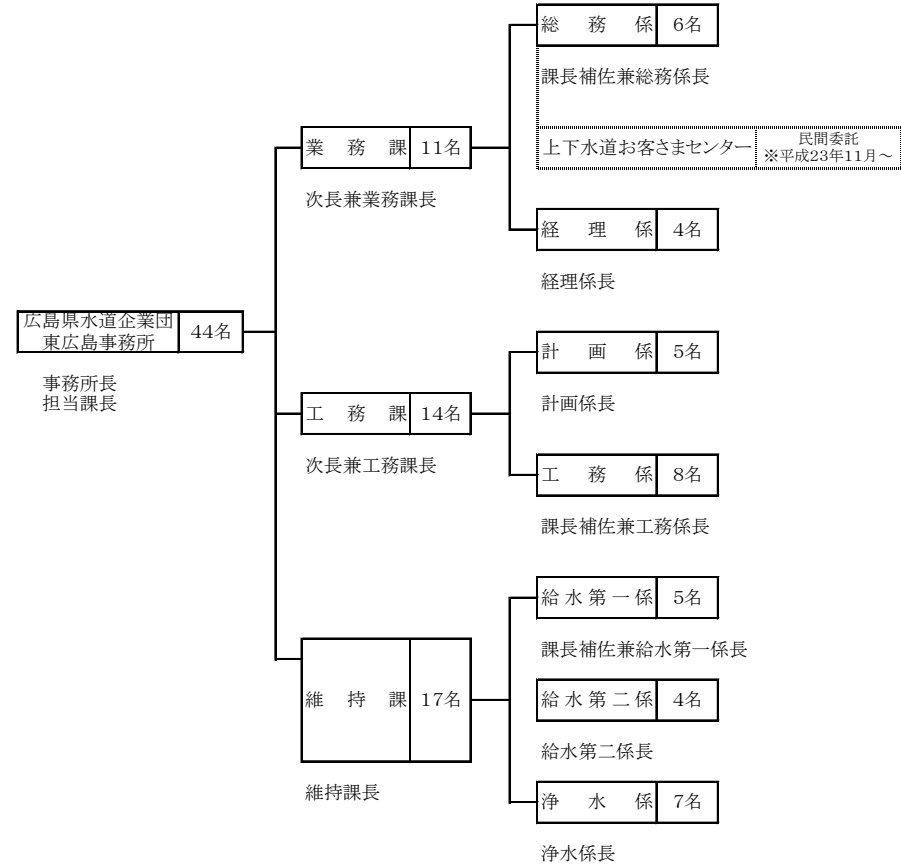 総務係 6名
課長補佐兼総務係長
上下水道お客さまセンター
民間委託
※平成23年11月～
業務課 11名
次長兼業務課長
経理係 4名
経理係長
広島県水道企業団
東広島事務所
44名
事務所長
担当課長
計画係 5名
計画係長
工務課 14名
次長兼工務課長
工務係 8名
課長補佐兼工務係長
給水第一係 5名
課長補佐兼給水第一係長
維持課 17名
維持課長
給水第二係 4名
給水第二係長
浄水係 7名
浄水係長